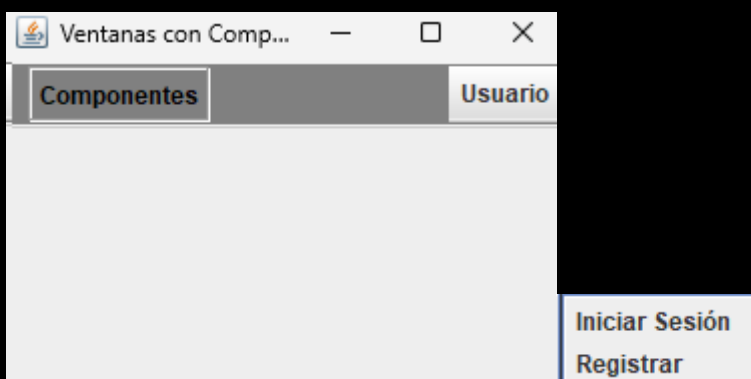 Ventanas con Comp...
Componentes
Usuario
Iniciar Sesión
Registrar